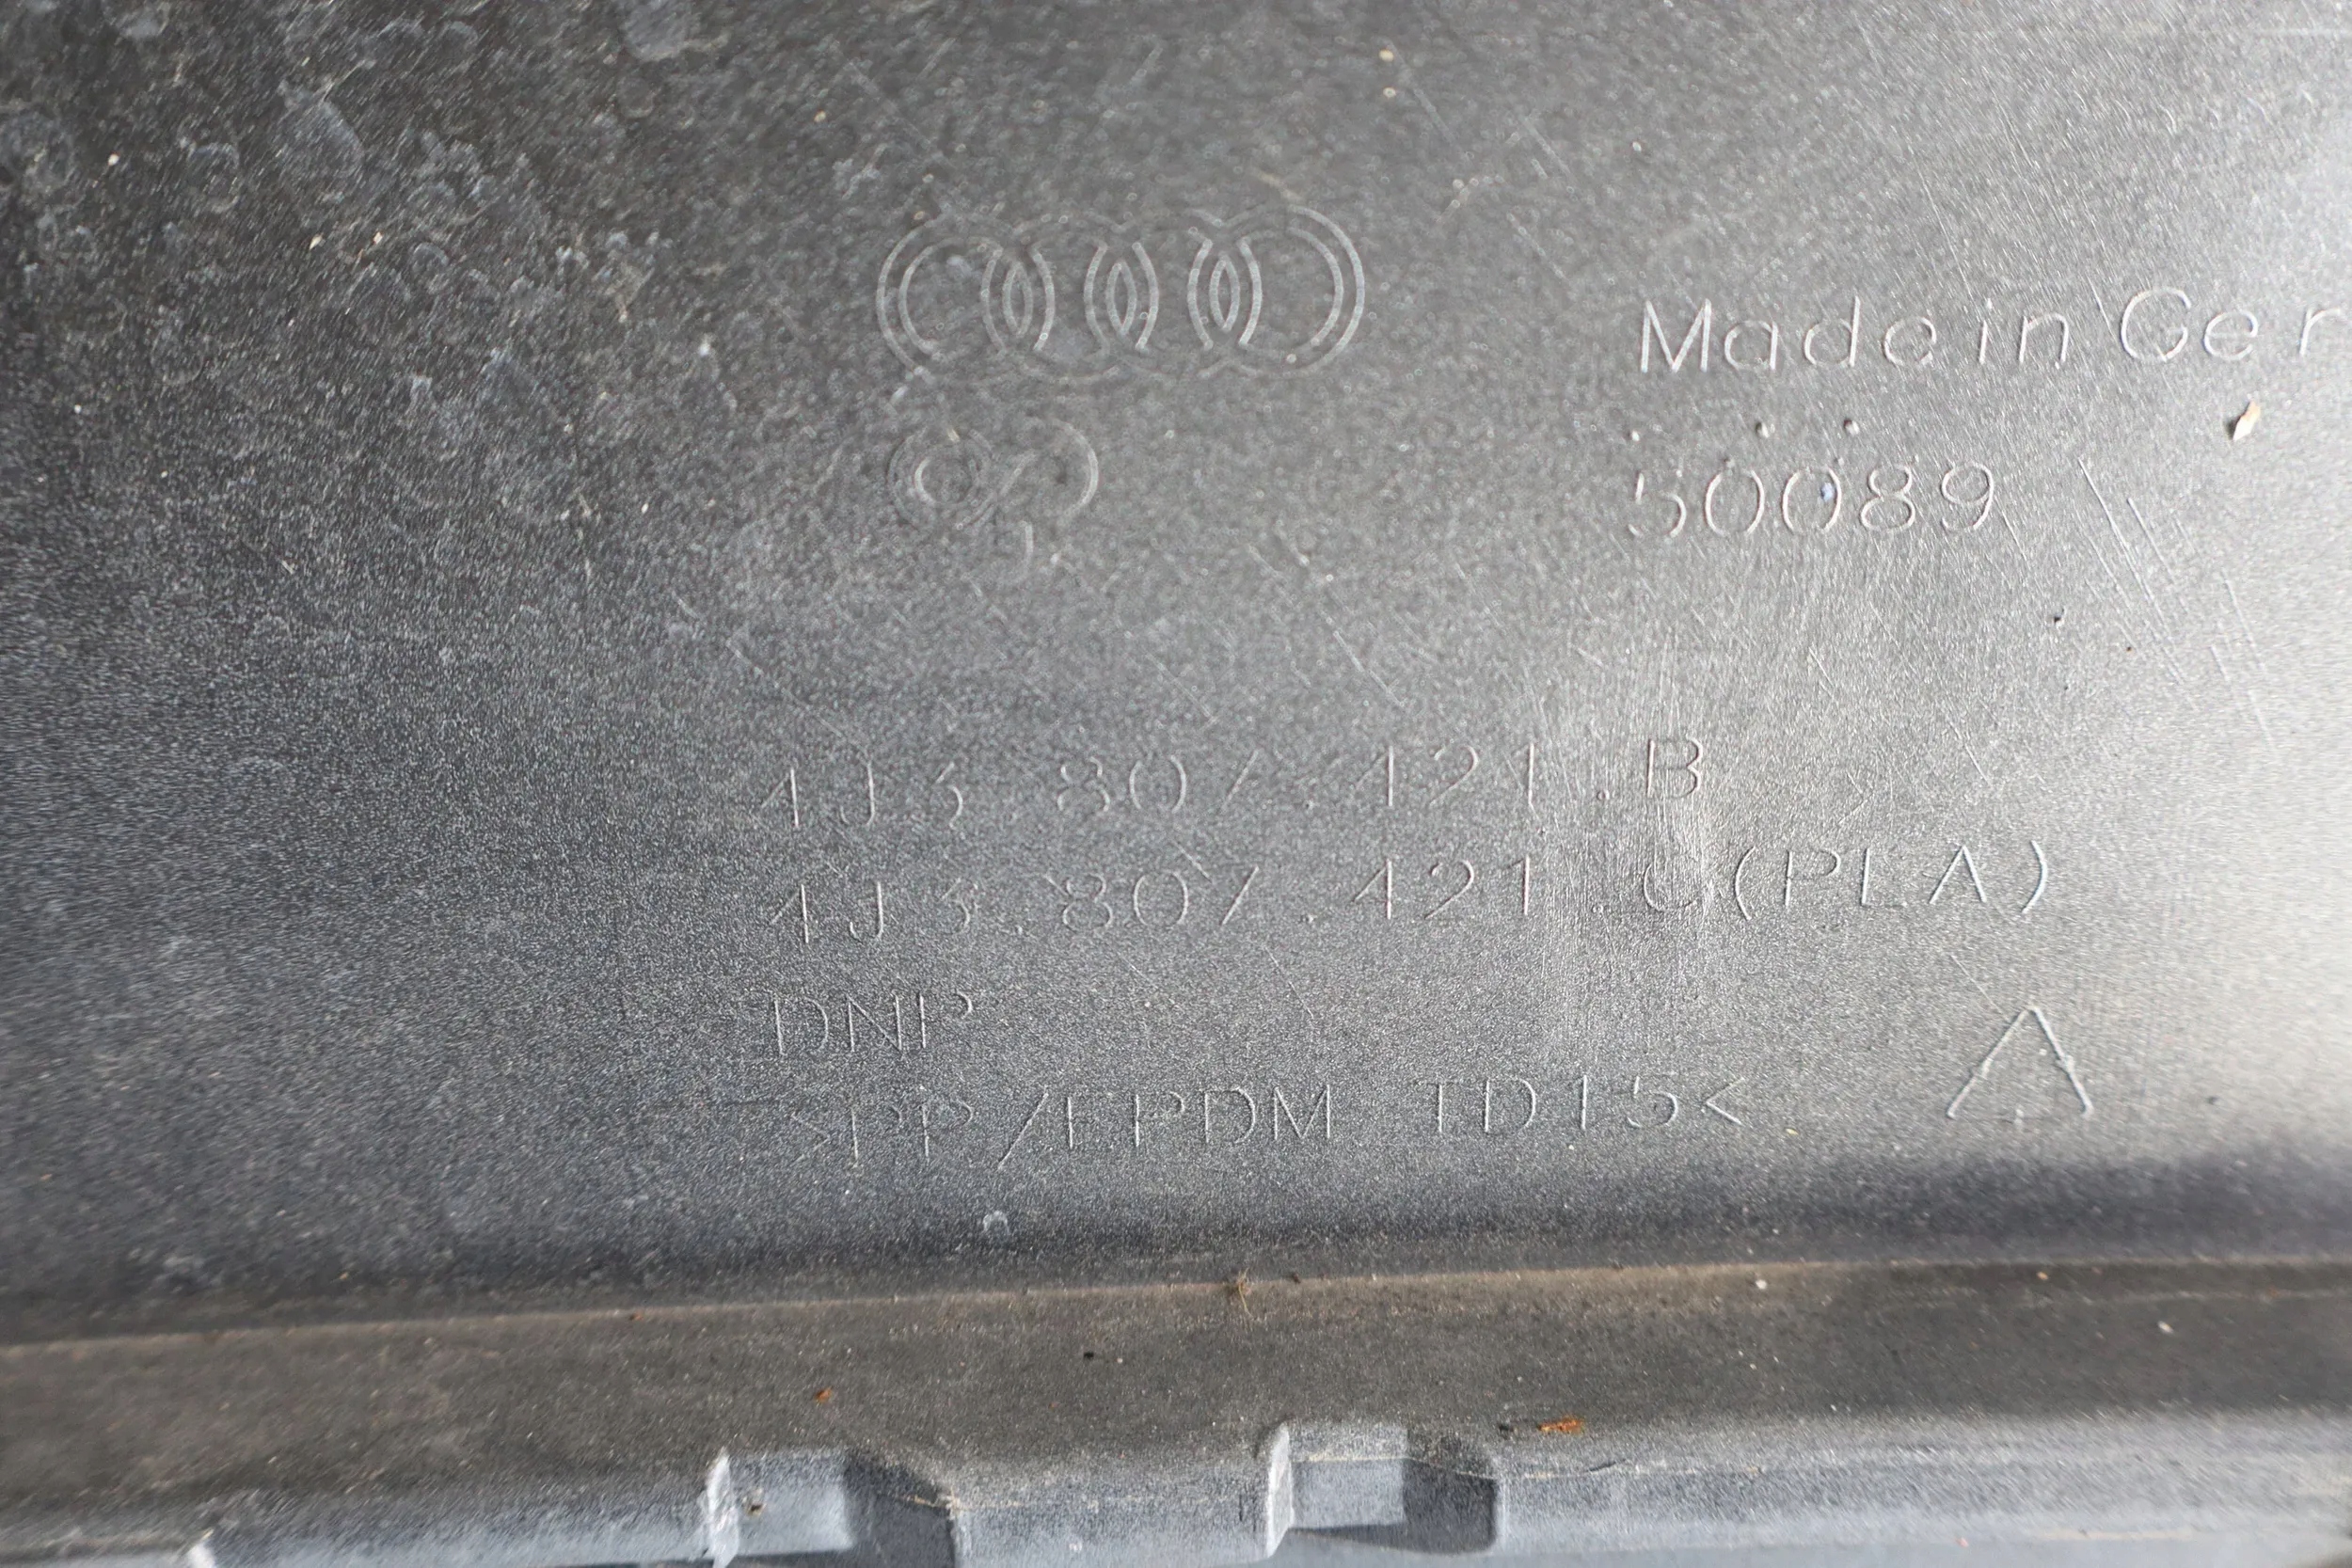 Made in Ger
50089
4J3.807.421.B
4J3.807.421.C(PLA)
DNP
>PP/EPDM TD15<